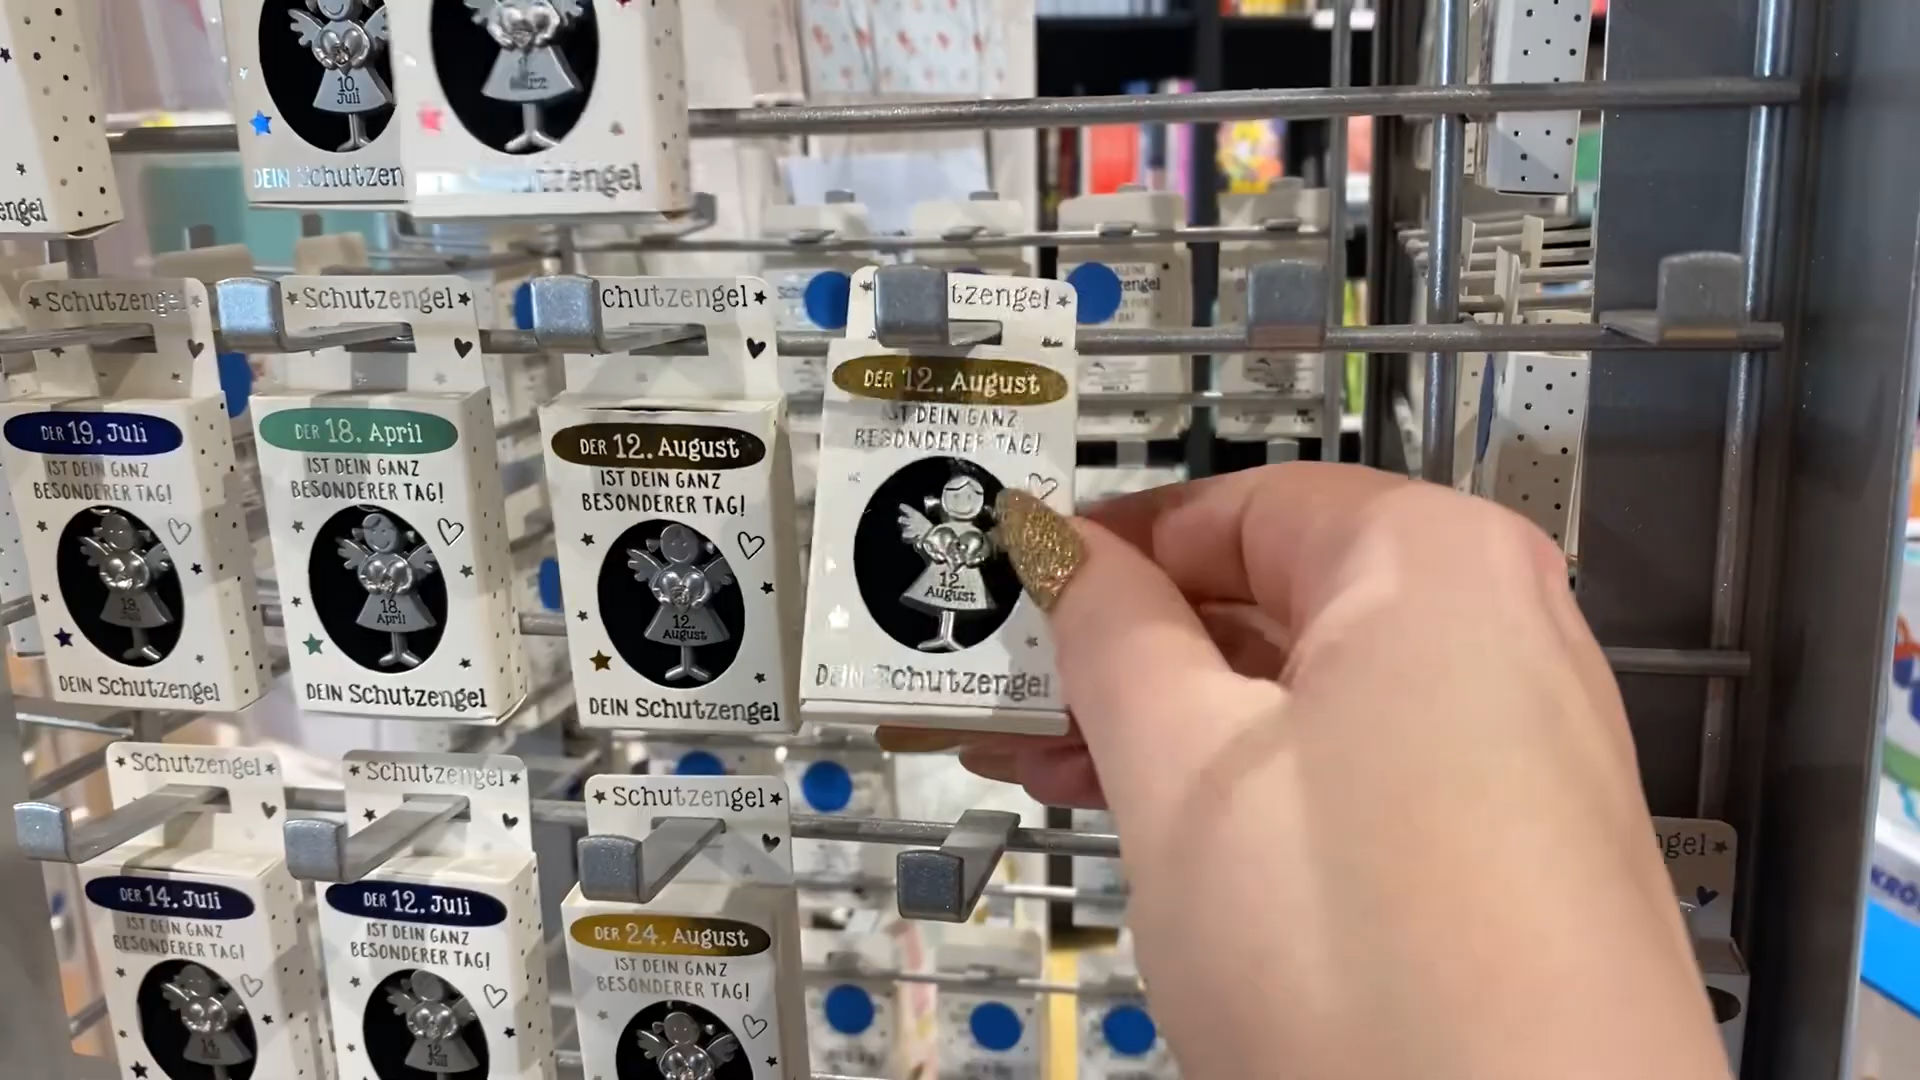 engel
10.
Juli
DEIN Schutzen
tzengel
Schutzengel
DER 19. Juli
IST DEIN GANZ
BESONDERER TAG!
DEIN Schutzengel
Schutzengel
DER 18. April
IST DEIN GANZ
BESONDERER TAG!
18.
April
DEIN Schutzengel
chutzengel
DER 12. August
IST DEIN GANZ
BESONDERER TAG!
12.
August
DEIN Schutzengel
tzengel
DER 12. August
IST DEIN GANZ
BESONDERER TAG!
12.
August
DEIN Schutzengel
Schutzengel
DER 14. Juli
IST DEIN GANZ
BESONDERER TAG!
14.
Schutzengel
DER 12. Juli
IST DEIN GANZ
BESONDERER TAG!
12.
Juli
Schutzengel
DER 24. August
IST DEIN GANZ
BESONDERER TAG!
ngel
KRÖ